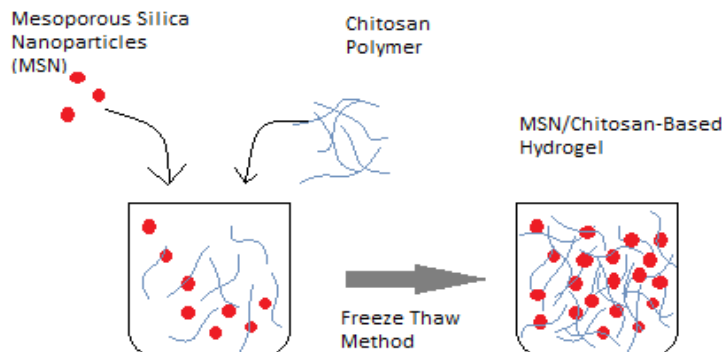 Mesoporous Silica
Nanoparticles
(MSN)
Chitosan
Polymer
MSN/Chitosan-Based
Hydrogel
Freeze Thaw
Method